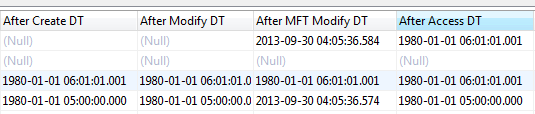 After Create DT After Modify DT After MFT Modify DT After Access DT
(Null) (Null) 2013-09-30 04:05:36.584 1980-01-01 06:01:01.001
(Null) (Null) (Null) (Null)
1980-01-01 06:01:01.001 1980-01-01 06:01:01.0 1980-01-01 06:01:01.001 1980-01-01 06:01:01.001
1980-01-01 05:00:00.000 1980-01-01 05:00:00.0 2013-09-30 04:05:36.574 1980-01-01 05:00:00.000